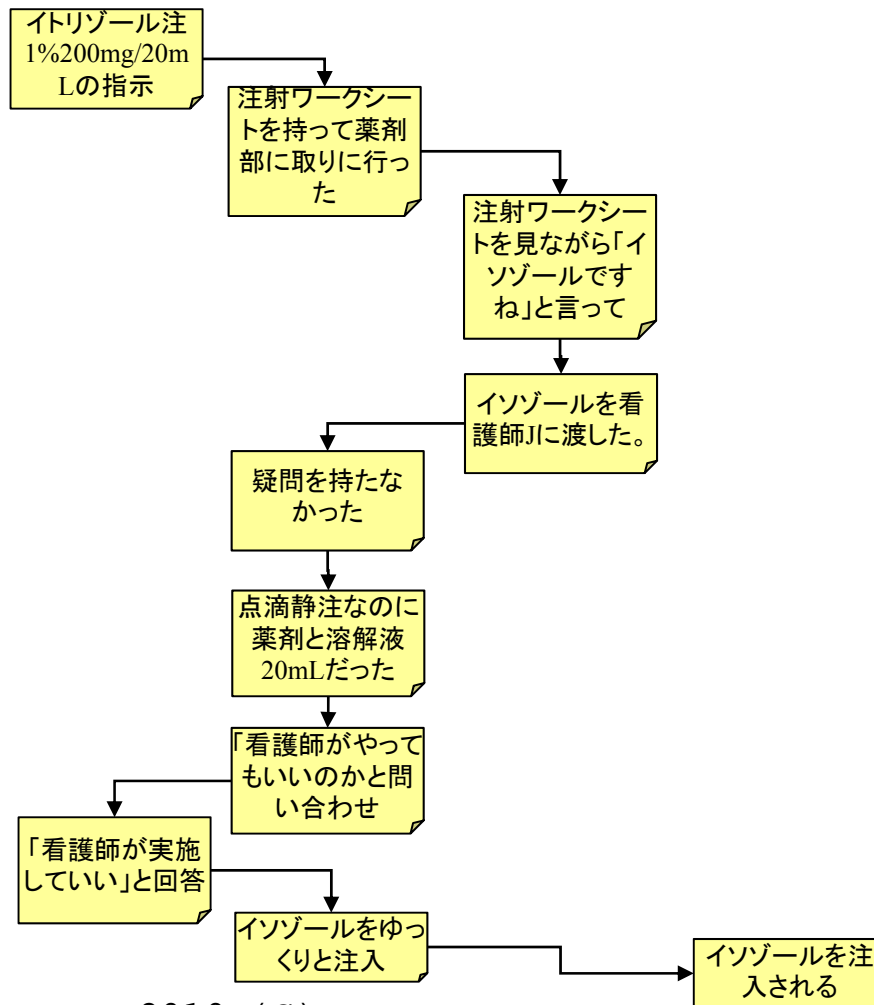 イトリゾール注
1%200mg/20m
Lの指示
注射ワークシー
トを持って薬剤
部に取りに行っ
た
注射ワークシー
トを見ながら「イ
ソゾールです
ね」と言って
イソゾールを看
護師Jに渡した。
疑問を持たな
かった
点滴静注なのに
薬剤と溶解液
20mLだった
「看護師がやって
もいいのかと問
い合わせ
「看護師が実施
していい」と回答
イソゾールをゆっ
くりと注入
イソゾールを注
入される